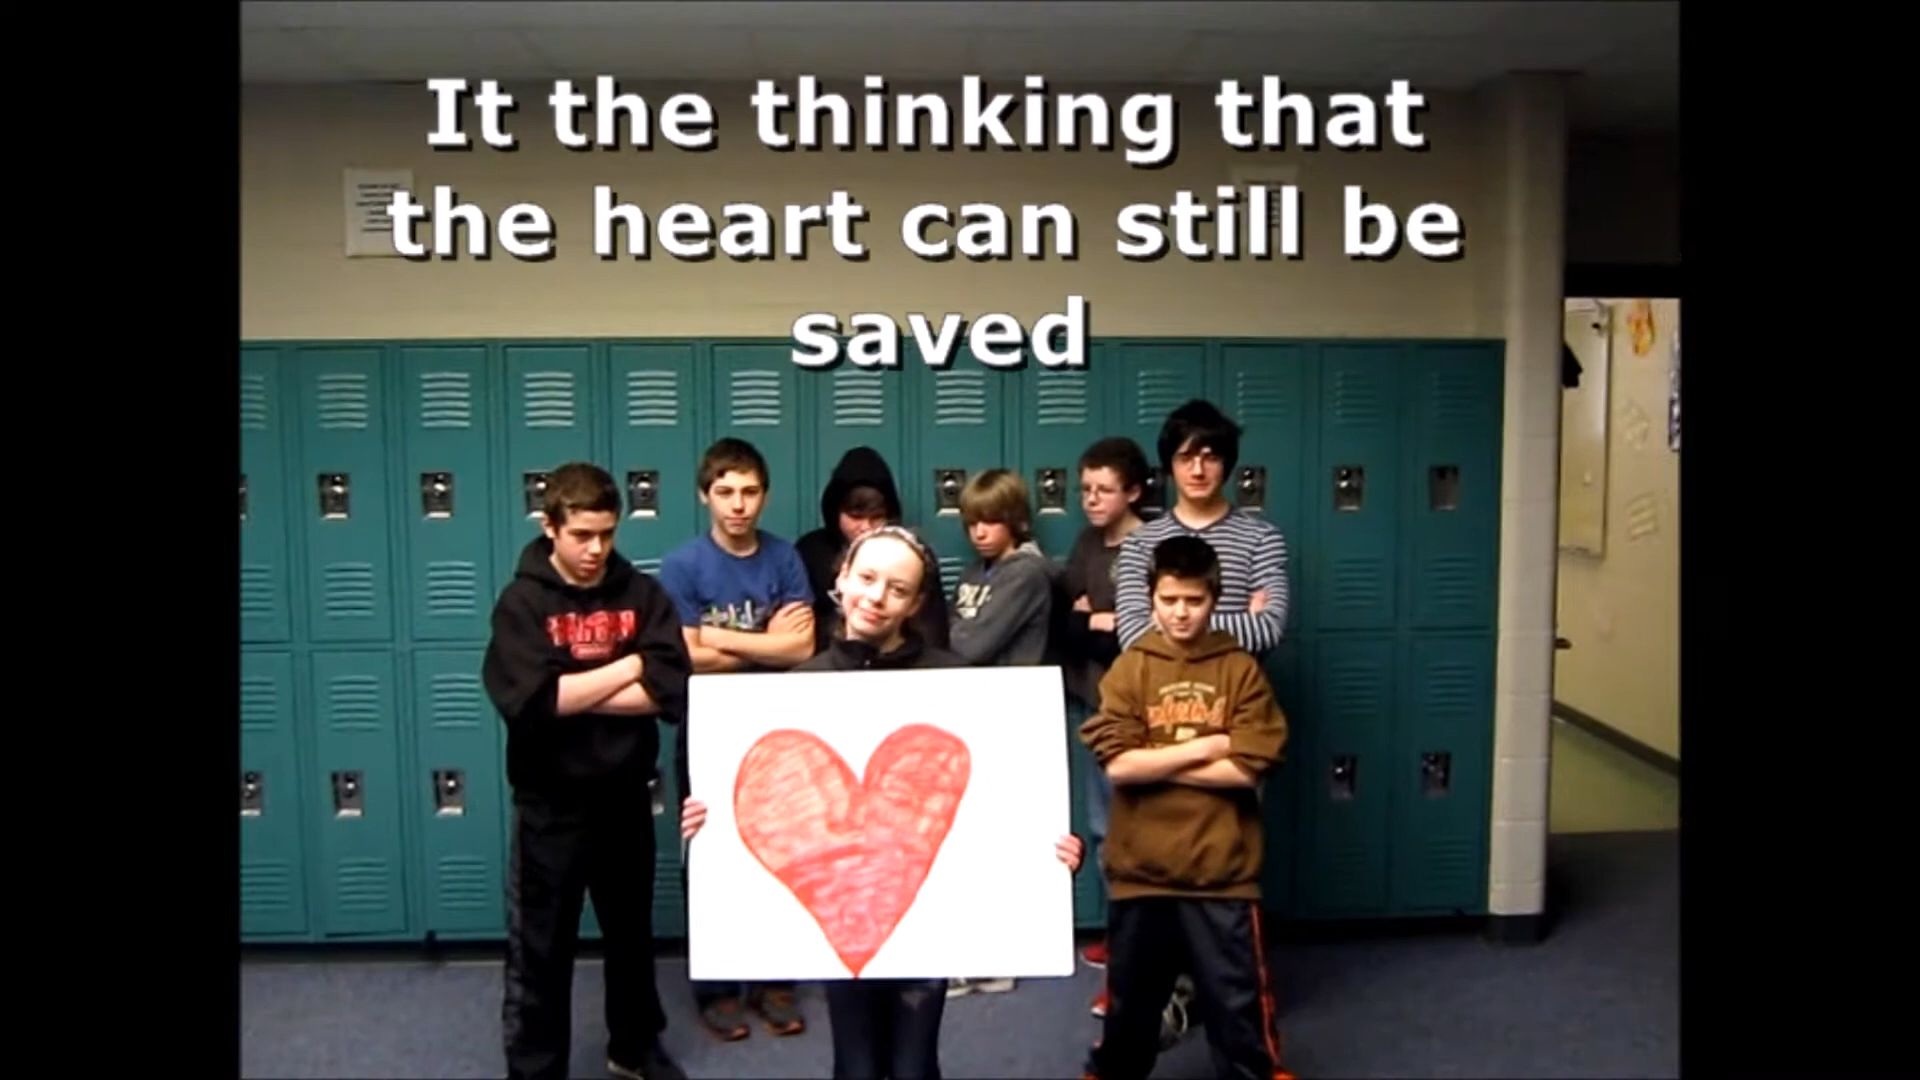 It the thinking that
the heart can still be
saved